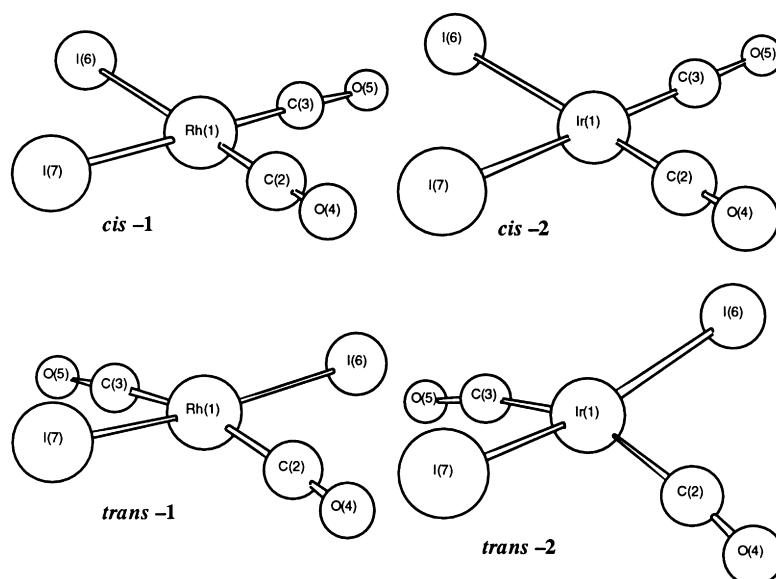 I(6)
Rh(1)
C(3)
O(5)
I(7)
C(2)
O(4)
cis –1
I(6)
Ir(1)
C(3)
O(5)
I(7)
C(2)
O(4)
cis –2
O(5)
C(3)
I(6)
Rh(1)
I(7)
C(2)
O(4)
trans –1
I(6)
O(5)
C(3)
Ir(1)
I(7)
C(2)
O(4)
trans –2